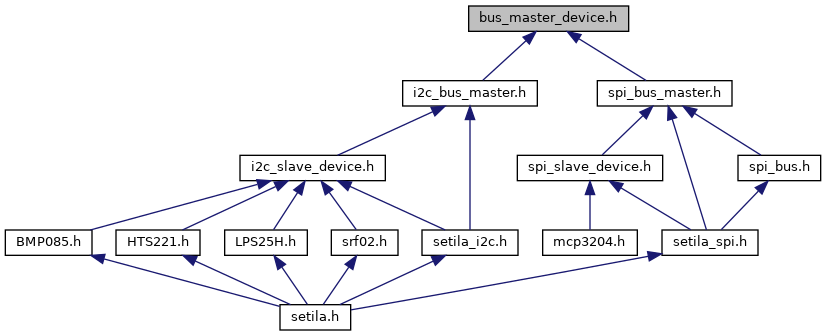 bus_master_device.h
i2c_bus_master.h
spi_bus_master.h
i2c_slave_device.h
spi_slave_device.h
spi_bus.h
BMP085.h
HTS221.h
LPS25H.h
srf02.h
setila_i2c.h
mcp3204.h
setila_spi.h
setila.h